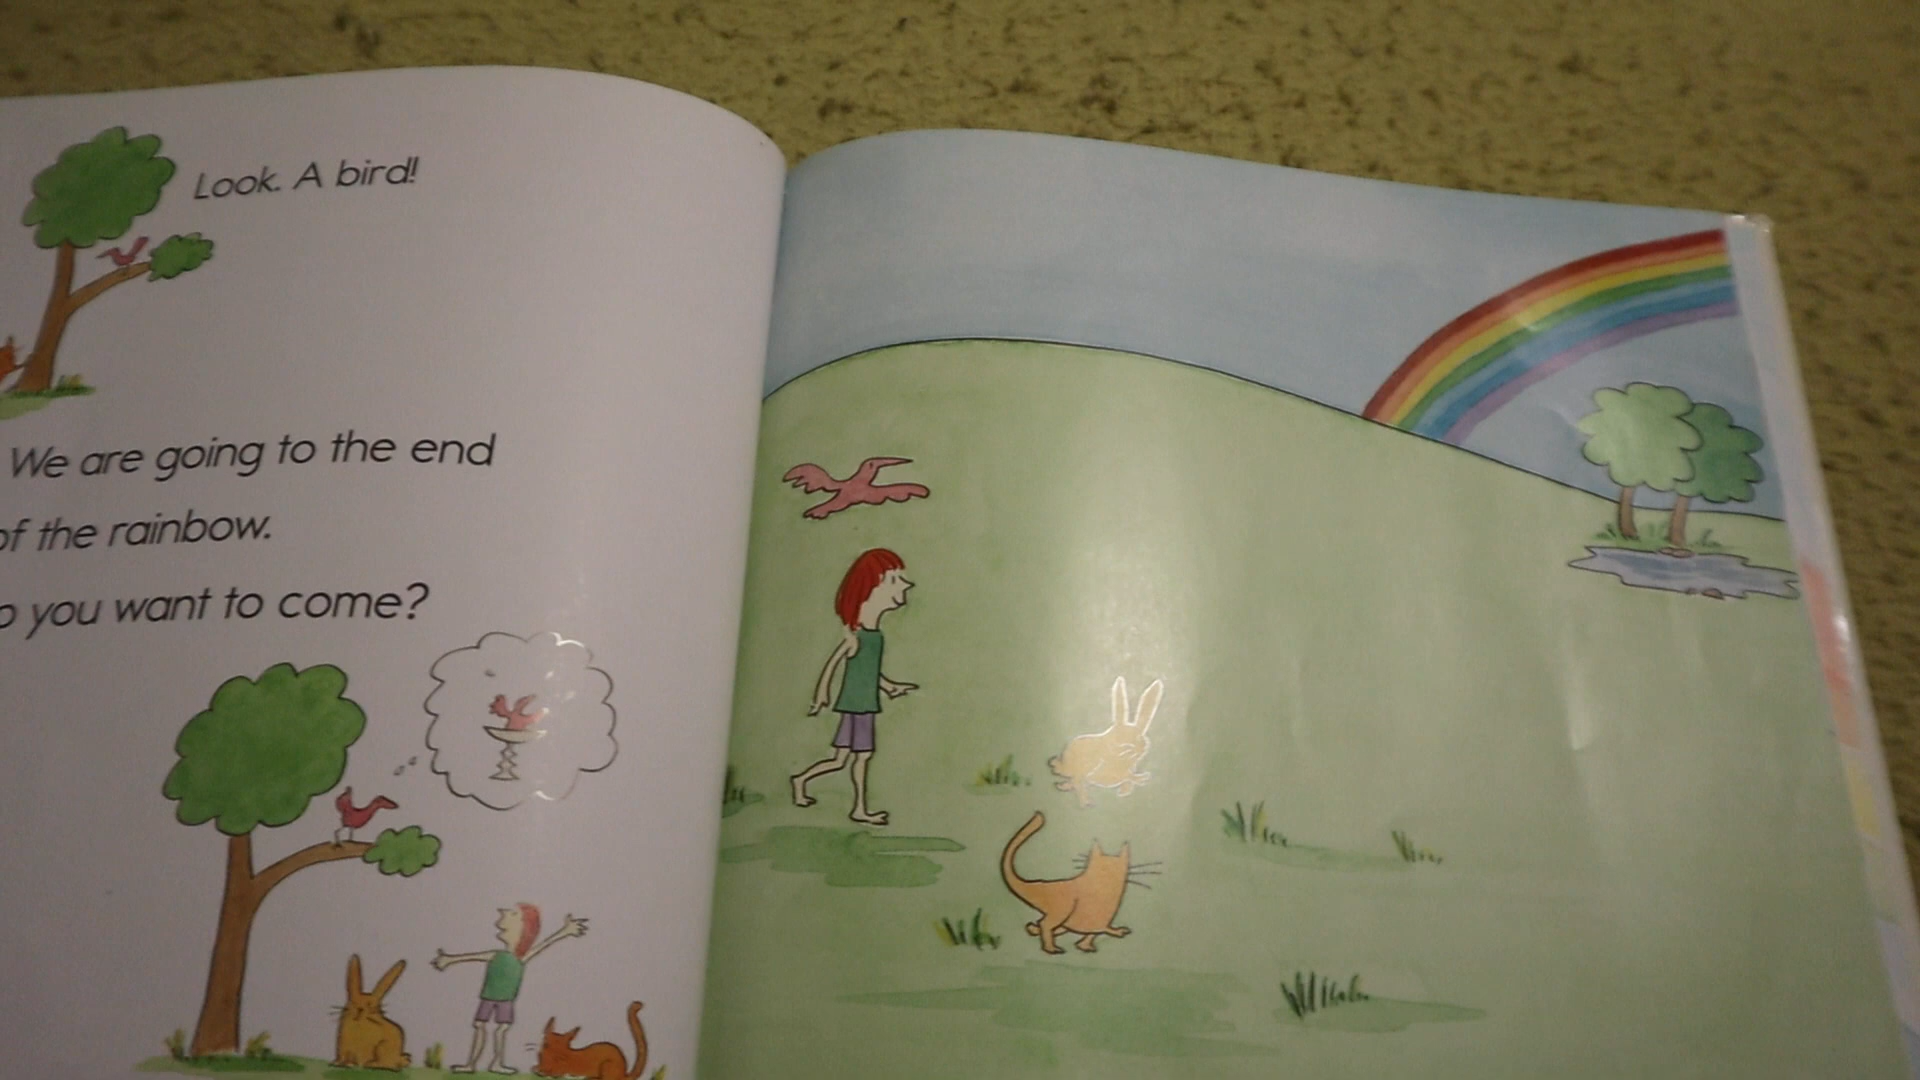 Look. A bird!
We are going to the end
of the rainbow.
you want to come?